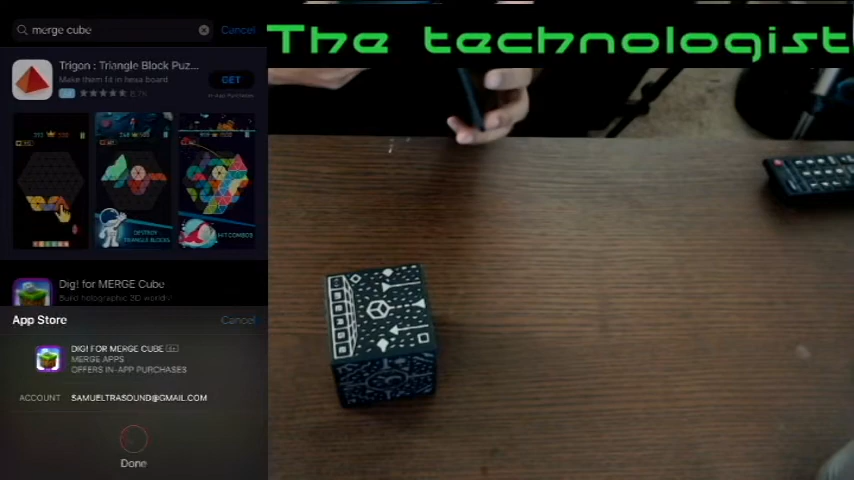 merge cube
Cancel
The technologist
Trigon : Triangle Block Puz...
Make them fit in hexa board
GET
In-App Purchases
DESTROY
TRIANGLE BLOCKS
HIT COMBOS
Dig! for MERGE Cube
Build holographic 3D world's!
App Store
Cancel
DIG! FOR MERGE CUBE
MERGE APPS
OFFERS IN-APP PURCHASES
ACCOUNT SAMUELTRASOUND@GMAIL.COM
Done